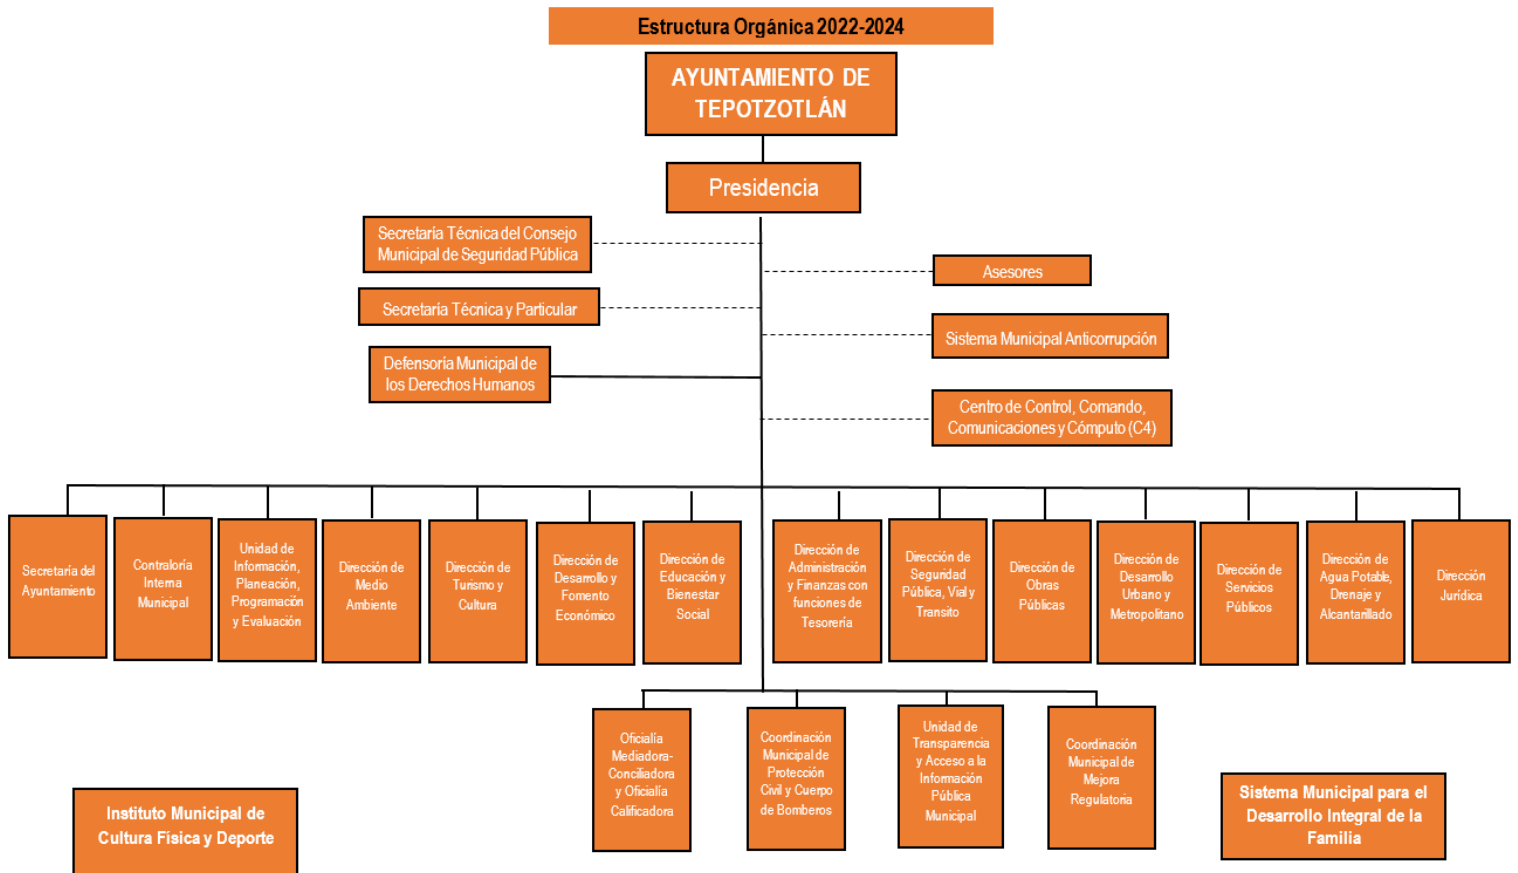 Estructura Orgánica 2022-2024
AYUNTAMIENTO DE
TEPOTZOTLÁN
Presidencia
Secretaría Técnica del Consejo
Municipal de Seguridad Pública
Asesores
Secretaría Técnica y Particular
Sistema Municipal Anticorrupción
Defensoría Municipal de
los Derechos Humanos
Centro de Control, Comando,
Comunicaciones y Cómputo (C4)
Secretaría del
Ayuntamiento
Contraloría
Interna
Municipal
Unidad de
Información,
Planeación,
Programación
y Evaluación
Dirección de
Medio
Ambiente
Dirección de
Turismo y
Cultura
Dirección de
Desarrollo y
Fomento
Económico
Dirección de
Educación y
Bienestar
Social
Dirección de
Administración
y Finanzas con
funciones de
Tesorería
Dirección de
Seguridad
Pública, Vial y
Transito
Dirección de
Obras
Públicas
Dirección de
Desarrollo
Urbano y
Metropolitano
Dirección de
Servicios
Públicos
Dirección de
Agua Potable,
Drenaje y
Alcantarillado
Dirección
Jurídica
Oficialía
Mediadora-
Conciliadora
y Oficialía
Calificadora
Coordinación
Municipal de
Protección
Civil y Cuerpo
de Bomberos
Unidad de
Transparencia
y Acceso a la
Información
Pública
Municipal
Coordinación
Municipal de
Mejora
Regulatoria
Instituto Municipal de
Cultura Física y Deporte
Sistema Municipal para el
Desarrollo Integral de la
Familia